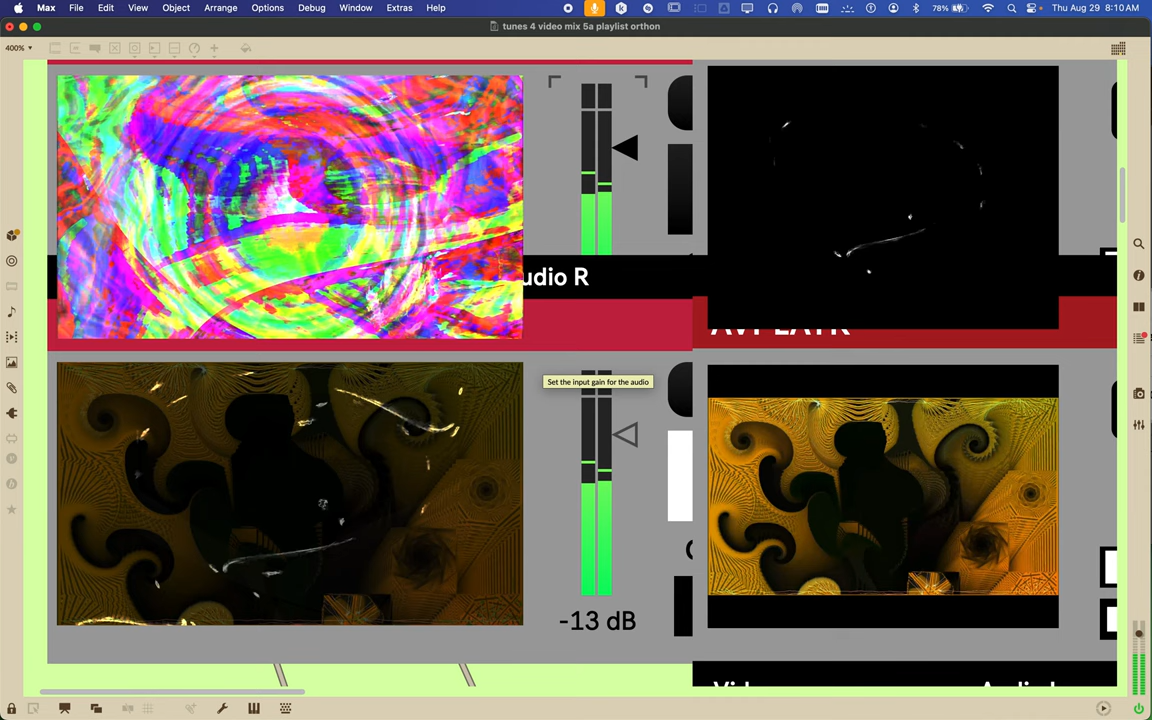 Max File Edit View Object Arrange Options Debug Window Extras Help
78% Thu Aug 29 8:10 AM
tunes 4 video mix 5a playlist orthon
400%
udio R
Set the input gain for the audio
-13 dB